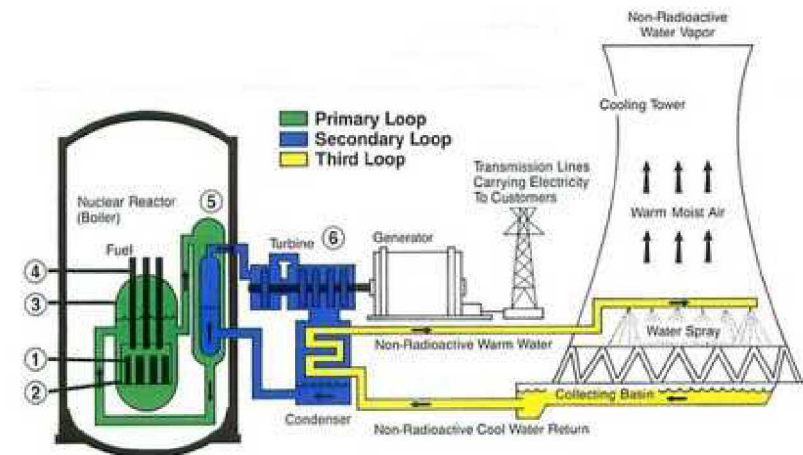 Non-Radioactive
Water Vapor
Cooling Tower
Primary Loop
Secondary Loop
Third Loop
Transmission Lines
Carrying Electricity
To Customers
Warm Moist Air
Nuclear Reactor
(Boiler)
5
Fuel
Turbine
6
Generator
4
3
1
2
Water Spray
Non-Radioactive Warm Water
Collecting Basin
Condenser
Non-Radioactive Cool Water Return